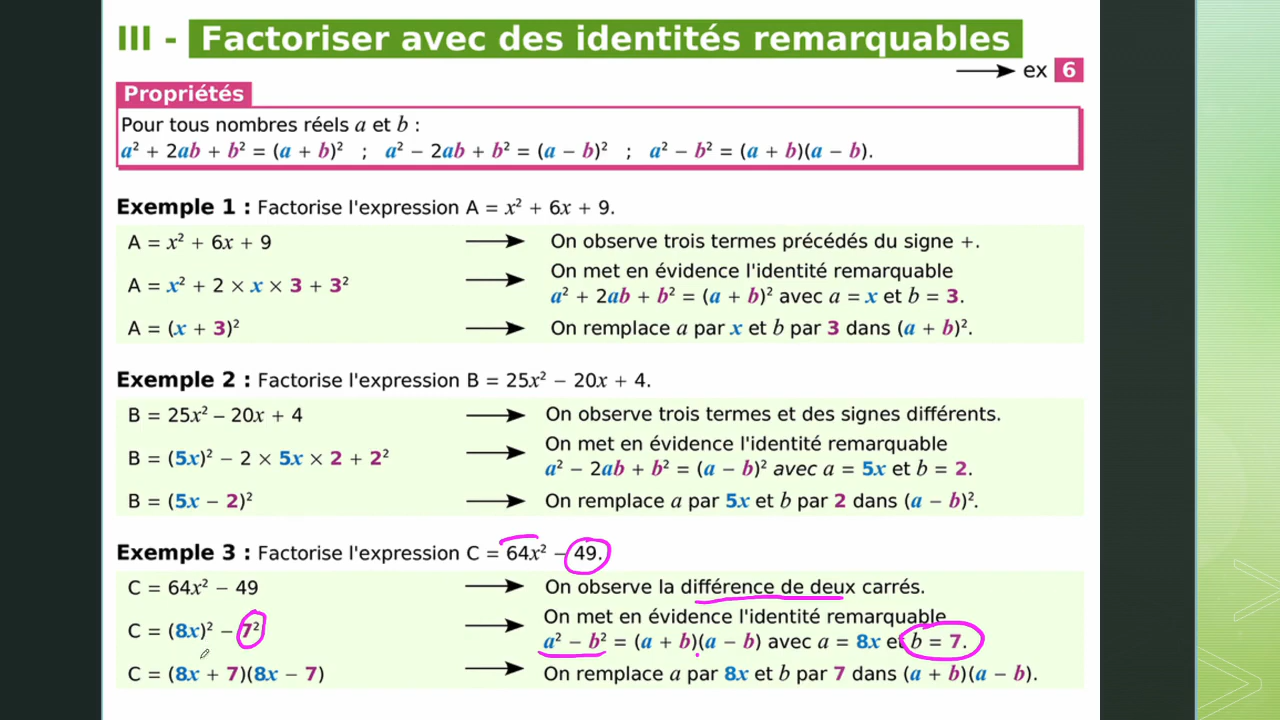 III - Factoriser avec des identités remarquables
→ ex 6
Propriétés
Pour tous nombres réels a et b :
a² + 2ab + b² = (a + b)² ; a² − 2ab + b² = (a − b)² ; a² − b² = (a + b)(a − b).
Exemple 1 : Factorise l'expression A = x² + 6x + 9.
A = x² + 6x + 9 → On observe trois termes précédés du signe +.
A = x² + 2 × x × 3 + 3² → On met en évidence l'identité remarquable
a² + 2ab + b² = (a + b)² avec a = x et b = 3.
A = (x + 3)² → On remplace a par x et b par 3 dans (a + b)².
Exemple 2 : Factorise l'expression B = 25x² − 20x + 4.
B = 25x² – 20x + 4 → On observe trois termes et des signes différents.
B = (5x)² − 2 × 5x × 2 + 2² → On met en évidence l'identité remarquable
a² − 2ab + b² = (a − b)² avec a = 5x et b = 2.
B = (5x − 2)² → On remplace a par 5x et b par 2 dans (a − b)².
Exemple 3 : Factorise l'expression C = 64x² − 49.
C = 64x² − 49 → On observe la différence de deux carrés.
C = (8x)² − 7² → On met en évidence l'identité remarquable
a² − b² = (a + b)(a − b) avec a = 8x et b = 7.
C = (8x + 7)(8x − 7) → On remplace a par 8x et b par 7 dans (a + b)(a − b).